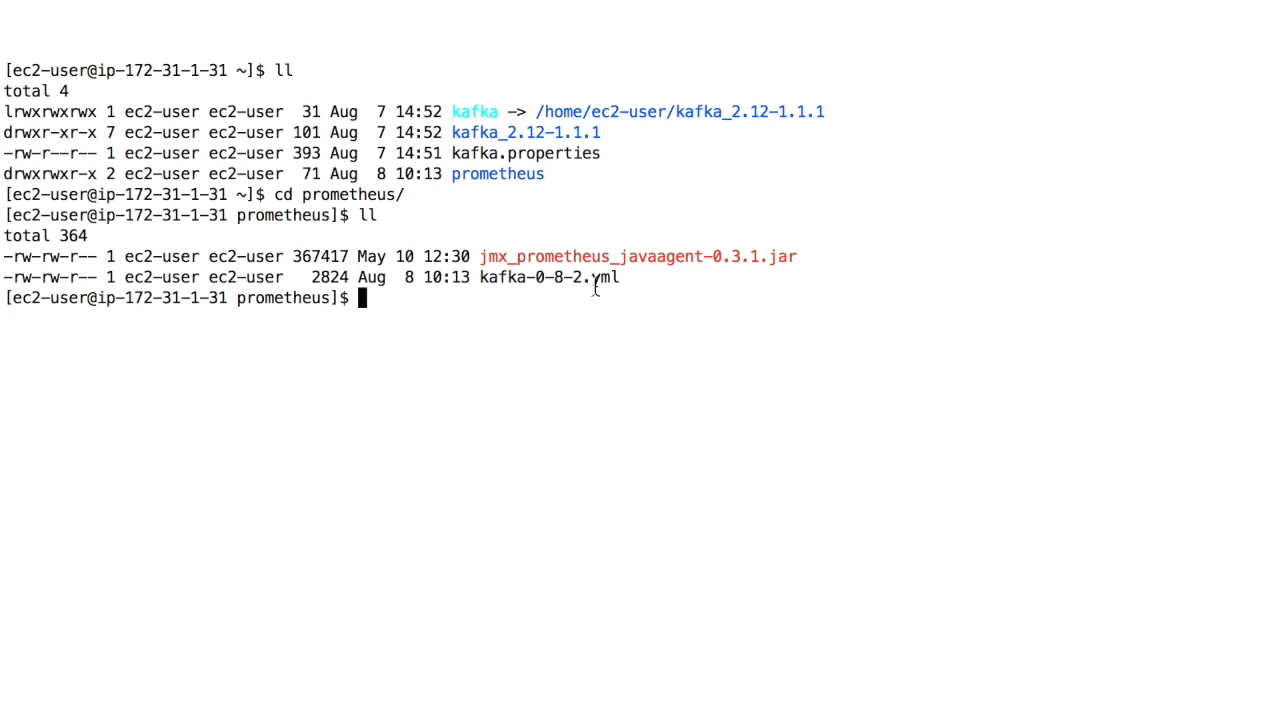 [ec2-user@ip-172-31-1-31 ~]$ ll
total 4
lrwxrwxrwx 1 ec2-user ec2-user  31 Aug  7 14:52 kafka -> /home/ec2-user/kafka_2.12-1.1.1
drwxr-xr-x 7 ec2-user ec2-user 101 Aug  7 14:52 kafka_2.12-1.1.1
-rw-r--r-- 1 ec2-user ec2-user 393 Aug  7 14:51 kafka.properties
drwxrwxr-x 2 ec2-user ec2-user  71 Aug  8 10:13 prometheus
[ec2-user@ip-172-31-1-31 ~]$ cd prometheus/
[ec2-user@ip-172-31-1-31 prometheus]$ ll
total 364
-rw-rw-r-- 1 ec2-user ec2-user 367417 May 10 12:30 jmx_prometheus_javaagent-0.3.1.jar
-rw-rw-r-- 1 ec2-user ec2-user   2824 Aug  8 10:13 kafka-0-8-2.yml
[ec2-user@ip-172-31-1-31 prometheus]$